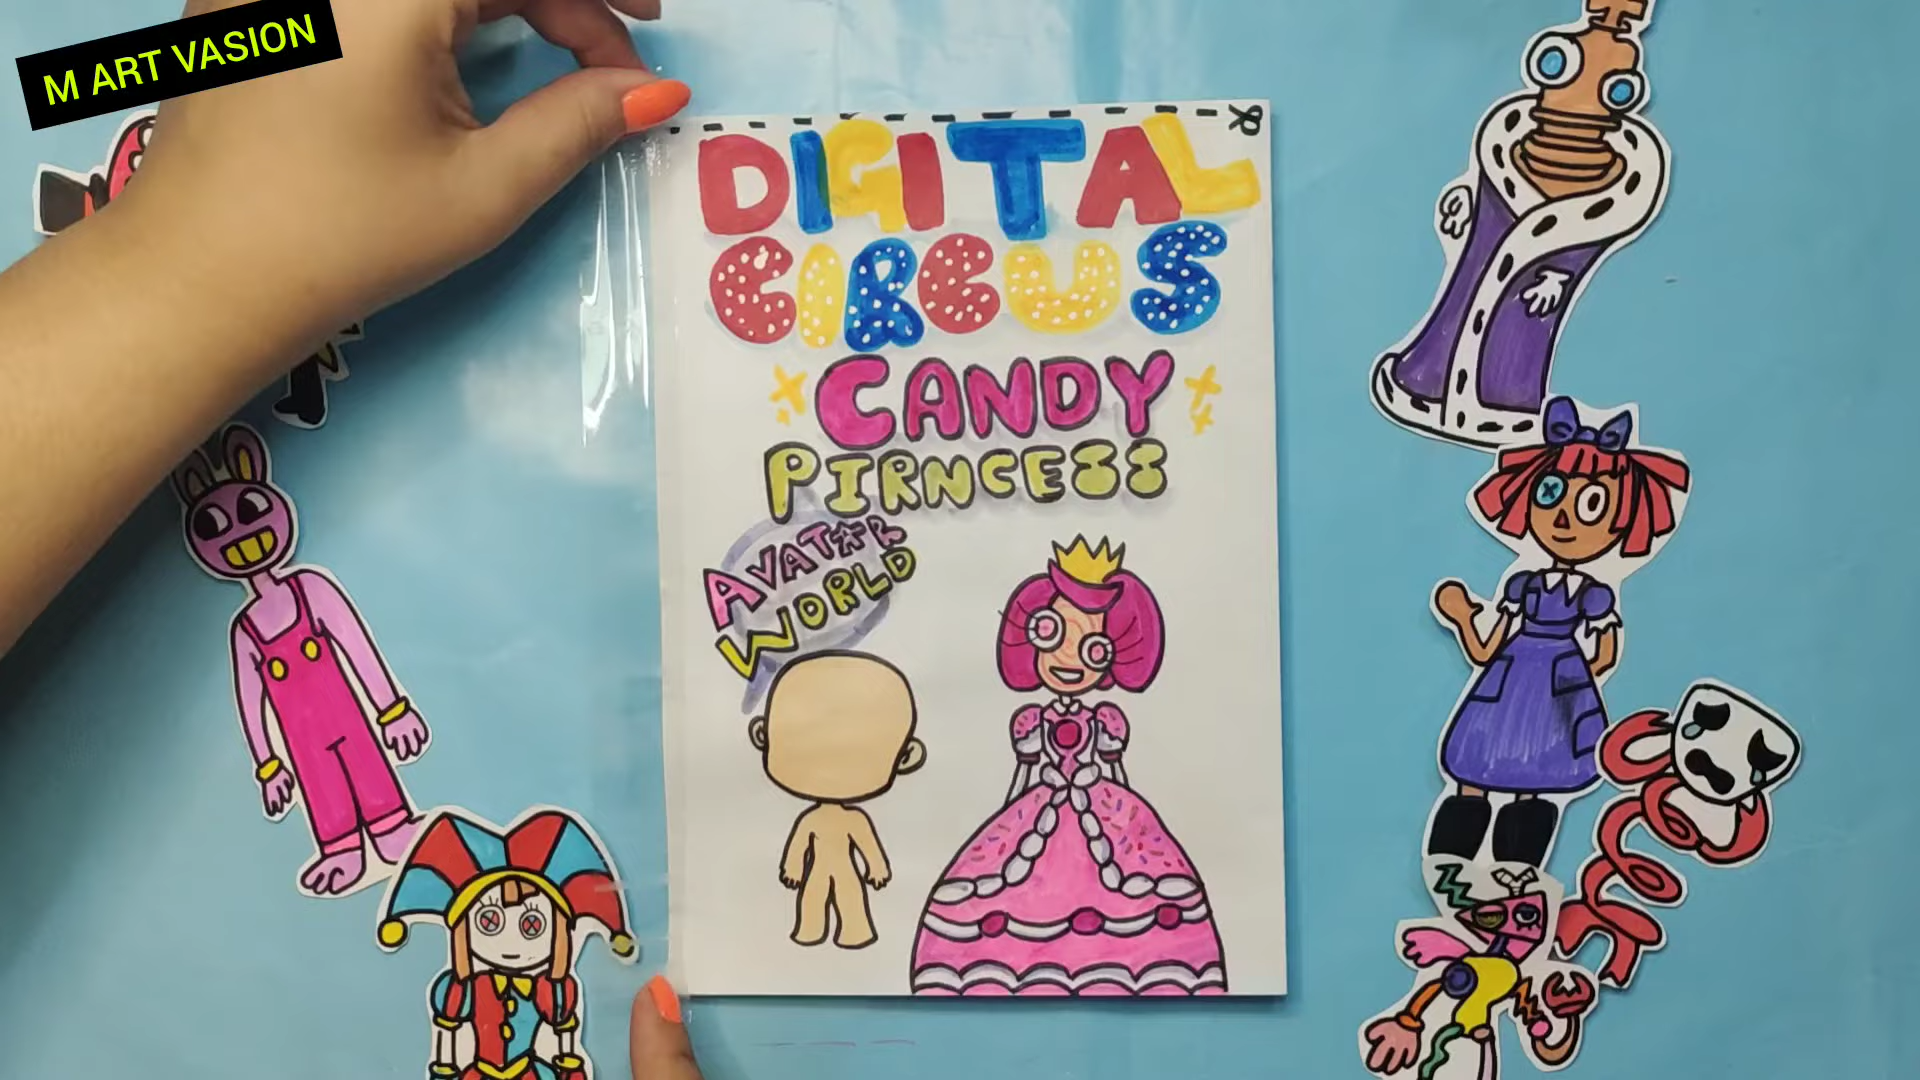 M ART VASION
DIGITAL
CIRCUS
CANDY
PIRNCESS
AVATAR
WORLD